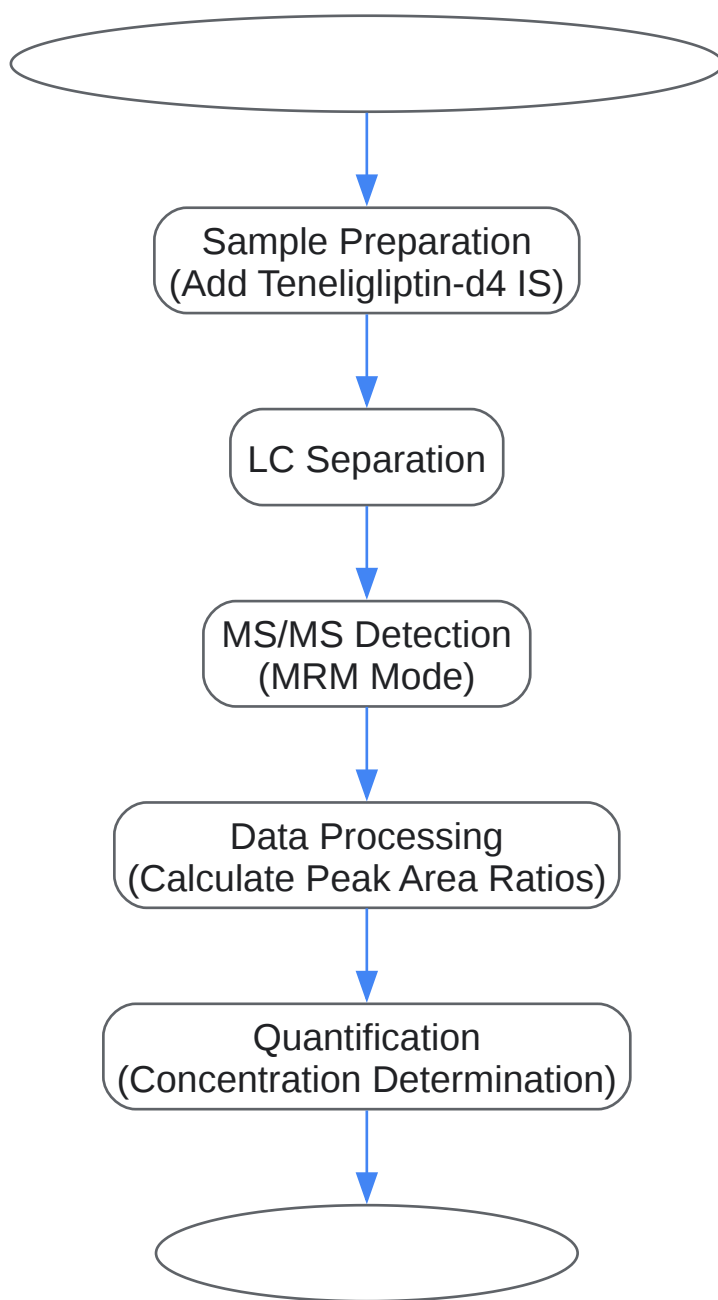 Sample Preparation
(Add Teneligliptin-d4 IS)
LC Separation
MS/MS Detection
(MRM Mode)
Data Processing
(Calculate Peak Area Ratios)
Quantification
(Concentration Determination)